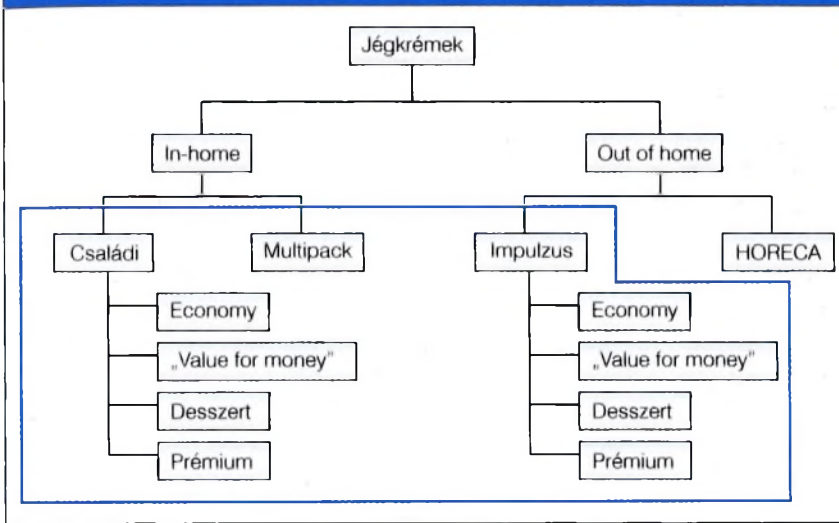 Jégkrémek
In-home
Out of home
Családi
Multipack
Impulzus
HORECA
Economy
„Value for money”
Desszert
Prémium
Economy
„Value for money”
Desszert
Prémium